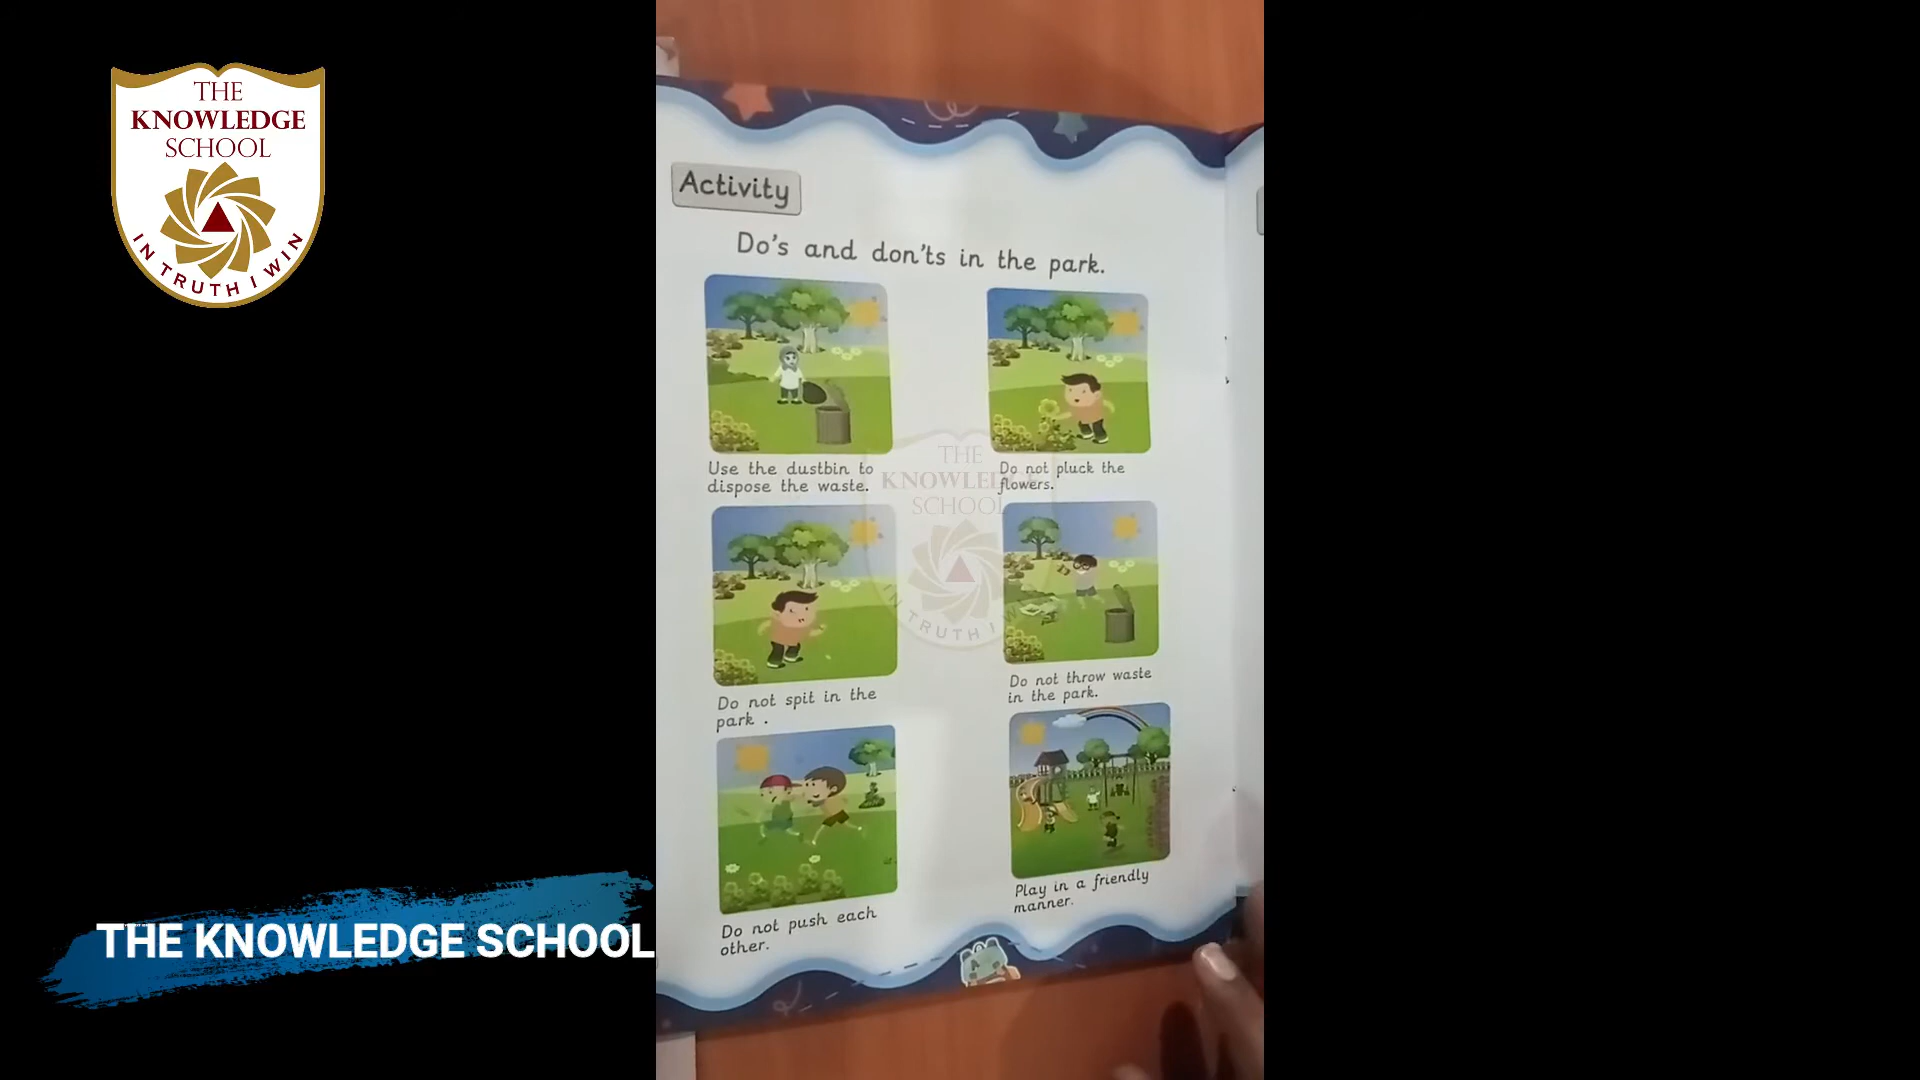 THE
KNOWLEDGE
SCHOOL
IN TRUTH I WIN
Activity
Do's and don'ts in the park.
Use the dustbin to
dispose the waste.
Do not pluck the
flowers.
Do not spit in the
park .
Do not throw waste
in the park.
Do not push each
other.
Play in a friendly
manner.
THE
KNOWLEDGE
SCHOOL
IN TRUTH I W
THE KNOWLEDGE SCHOOL